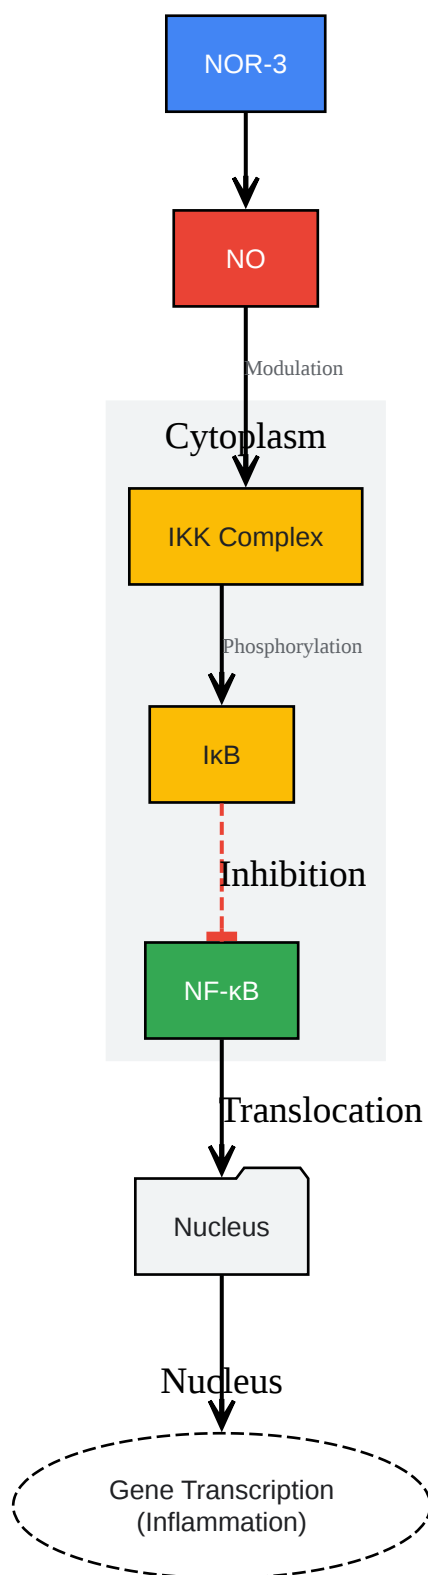 NOR-3
NO
Modulation
Cytoplasm
IKK Complex
Phosphorylation
IκB
Inhibition
NF-κB
Translocation
Nucleus
Nucleus
Gene Transcription
(Inflammation)